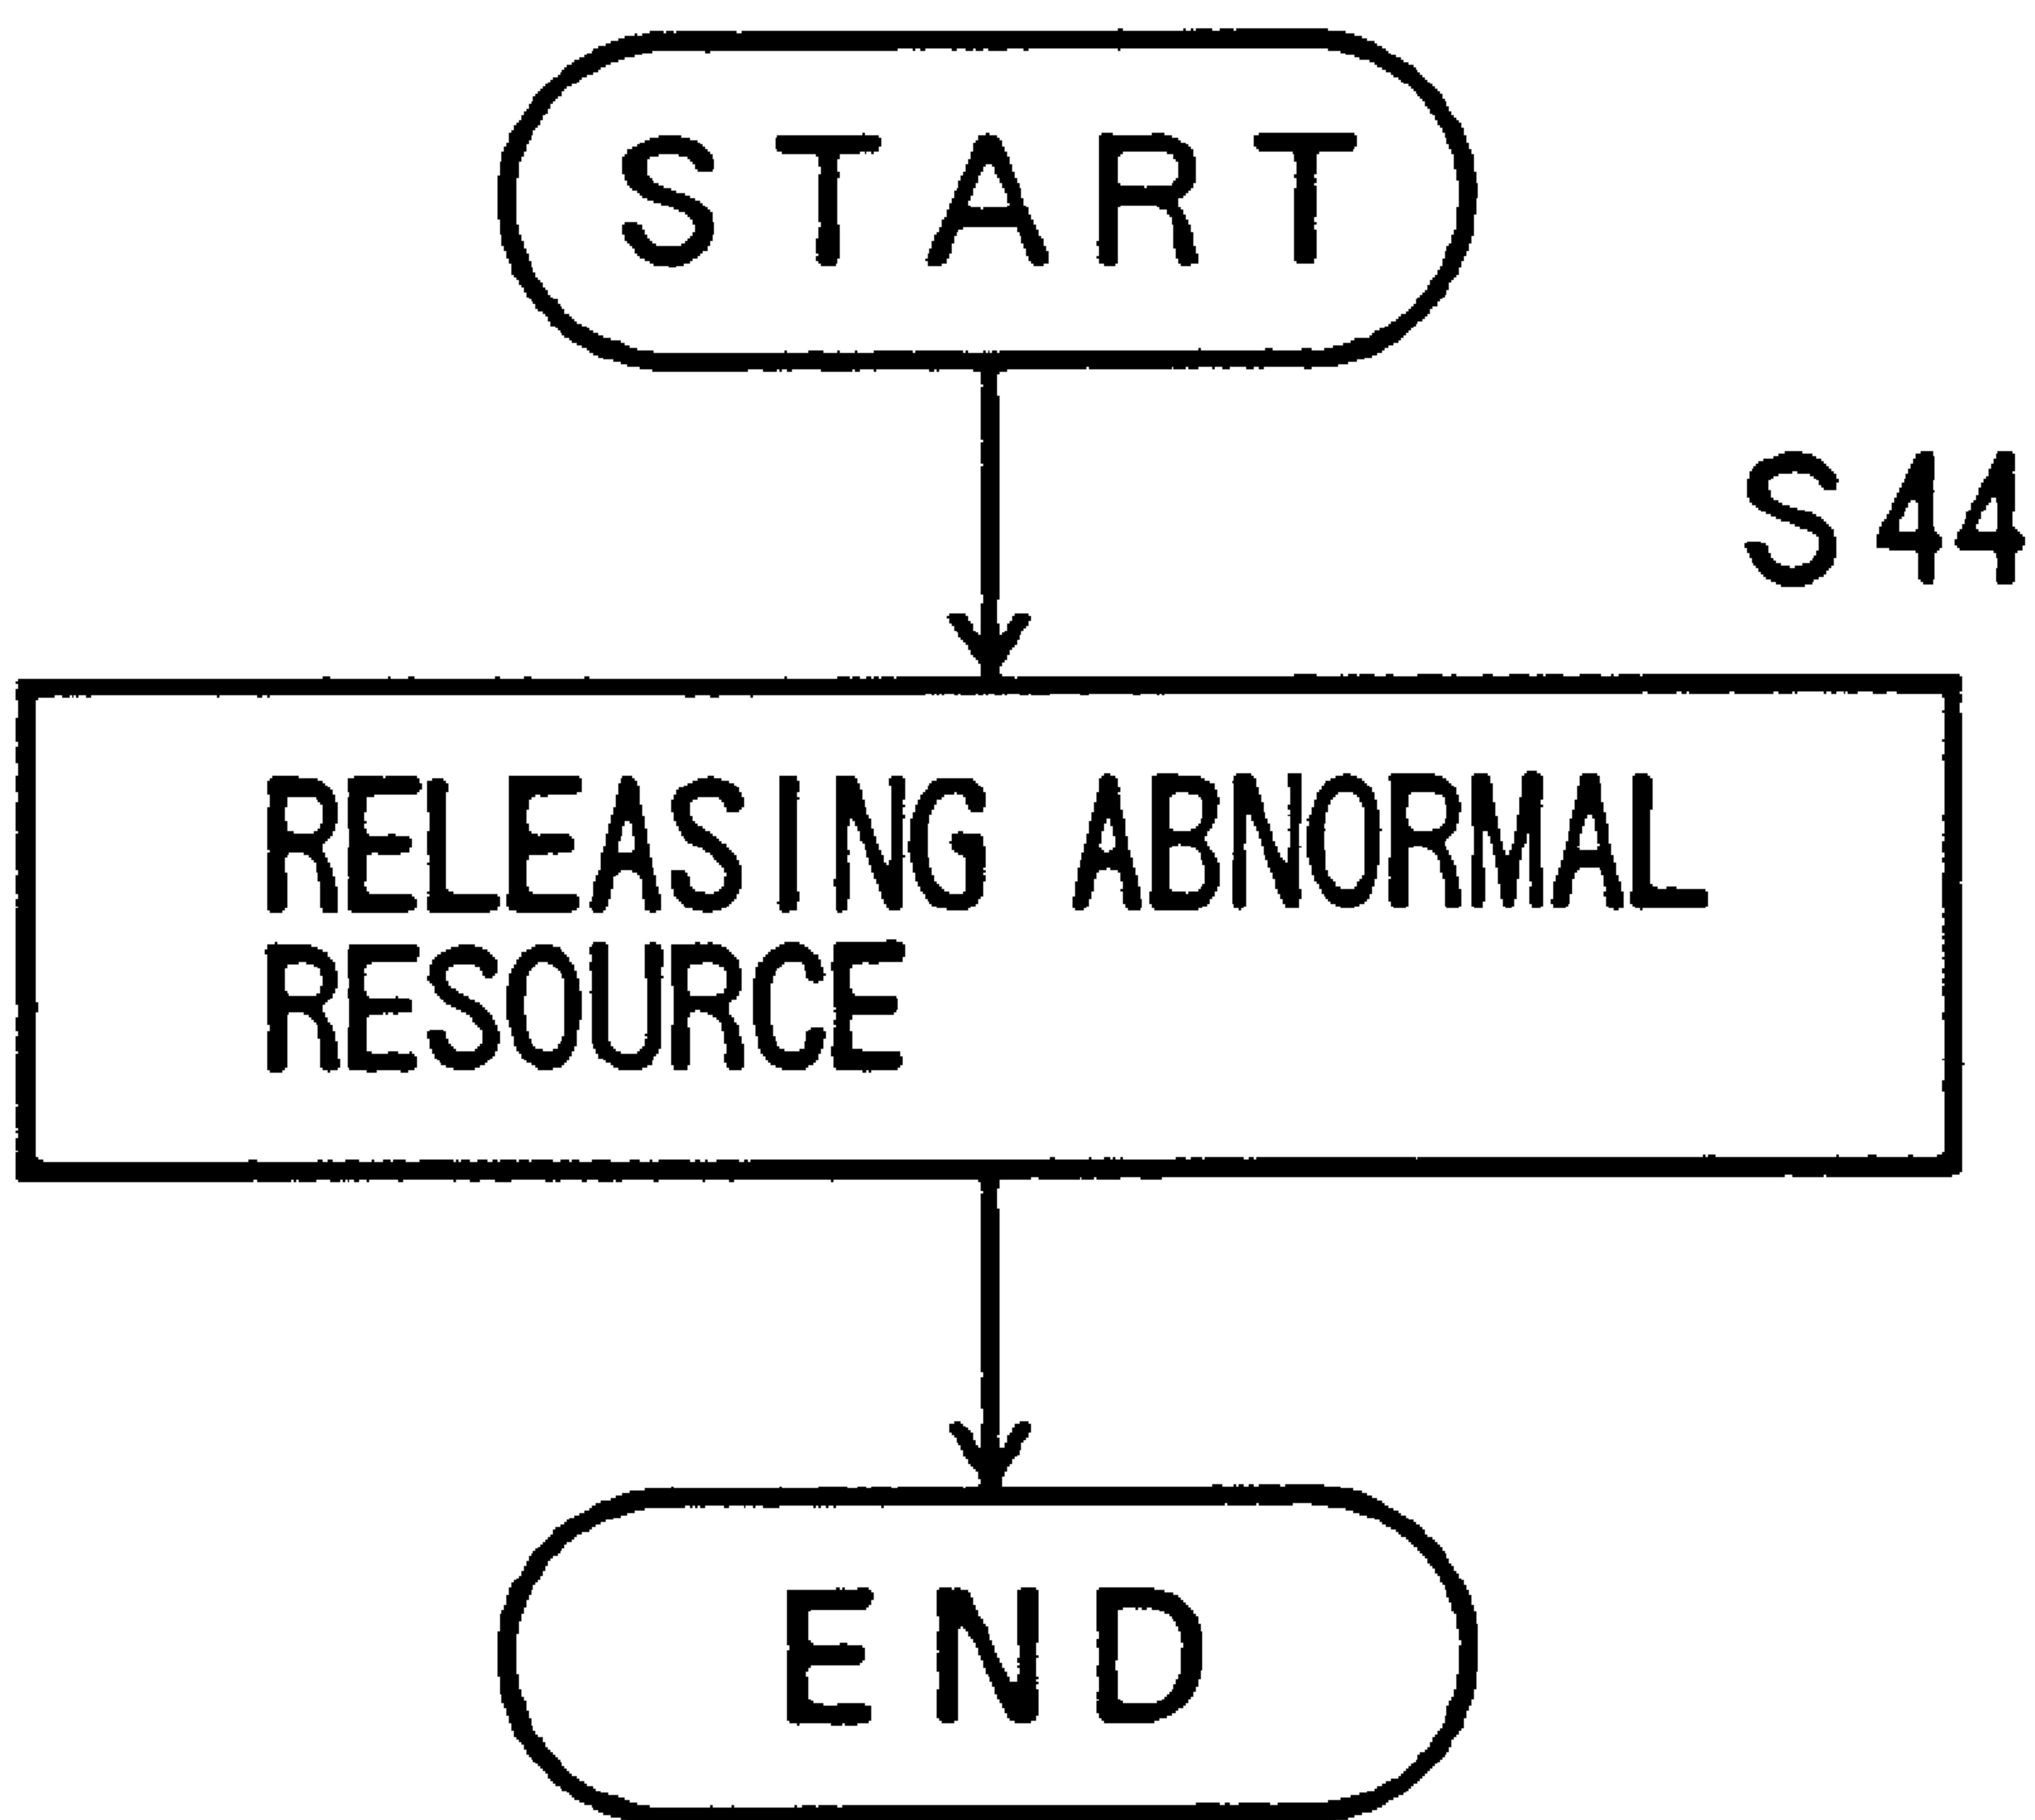 START
S44
RELEASING ABNORMAL
RESOURCE
END